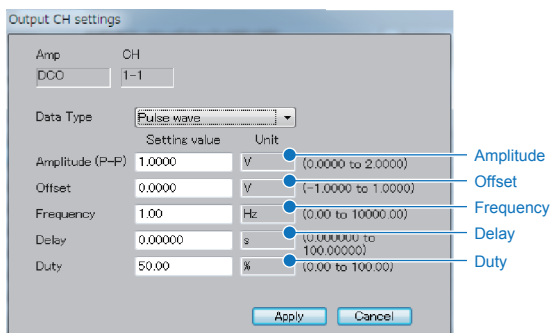 Output CH settings
Amp CH
DCO 1-1
Data Type Pulse wave
Setting value Unit
Amplitude (P-P) 1.0000 V (0.0000 to 2.0000) Amplitude
Offset 0.0000 V (-1.0000 to 1.0000) Offset
Frequency 1.00 Hz (0.00 to 10000.00) Frequency
Delay 0.00000 s (0.000000 to 100.00000) Delay
Duty 50.00 % (0.00 to 100.00) Duty
Apply Cancel